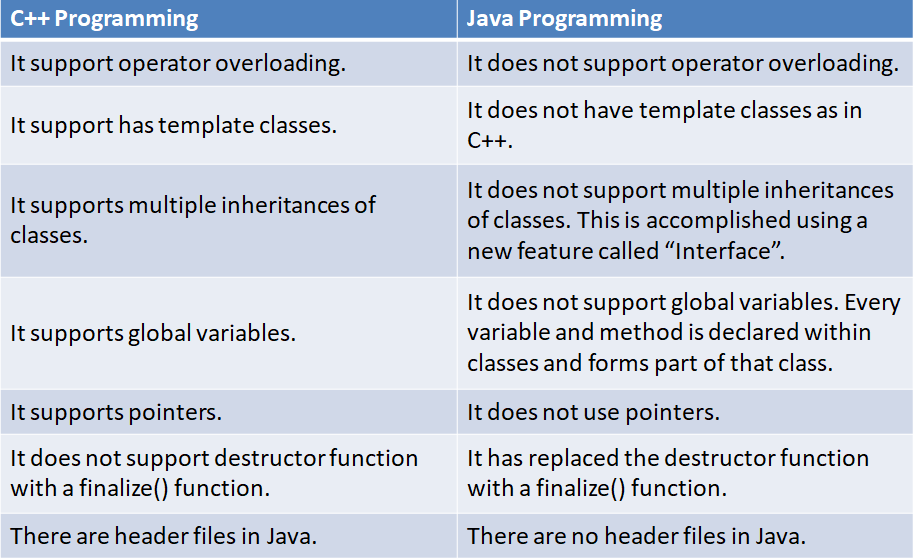 C++ Programming
Java Programming
It support operator overloading.
It does not support operator overloading.
It support has template classes.
It does not have template classes as in
C++.
It supports multiple inheritances of
classes.
It does not support multiple inheritances
of classes. This is accomplished using a
new feature called “Interface”.
It supports global variables.
It does not support global variables. Every
variable and method is declared within
classes and forms part of that class.
It supports pointers.
It does not use pointers.
It does not support destructor function
with a finalize() function.
It has replaced the destructor function
with a finalize() function.
There are header files in Java.
There are no header files in Java.